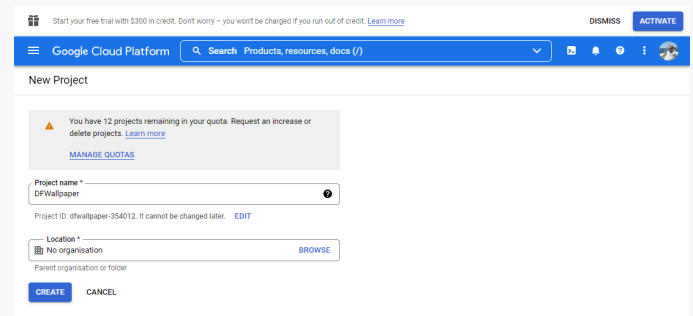 Start your free trial with $300 in credit. Don't worry – you won't be charged if you run out of credit. Learn more
DISMISS
ACTIVATE
Google Cloud Platform
Search Products, resources, docs (/)
New Project
You have 12 projects remaining in your quota. Request an increase or
delete projects. Learn more
MANAGE QUOTAS
Project name *
DFWallpaper
Project ID: dfwallpaper-354012. It cannot be changed later. EDIT
Location *
No organisation
BROWSE
Parent organisation or folder
CREATE
CANCEL